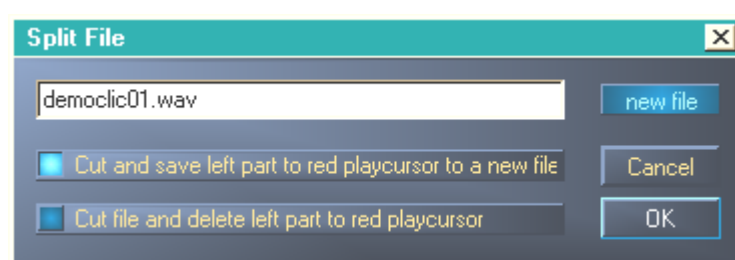 Split File
democlic01.wav
new file
Cut and save left part to red playcursor to a new file
Cancel
Cut file and delete left part to red playcursor
OK